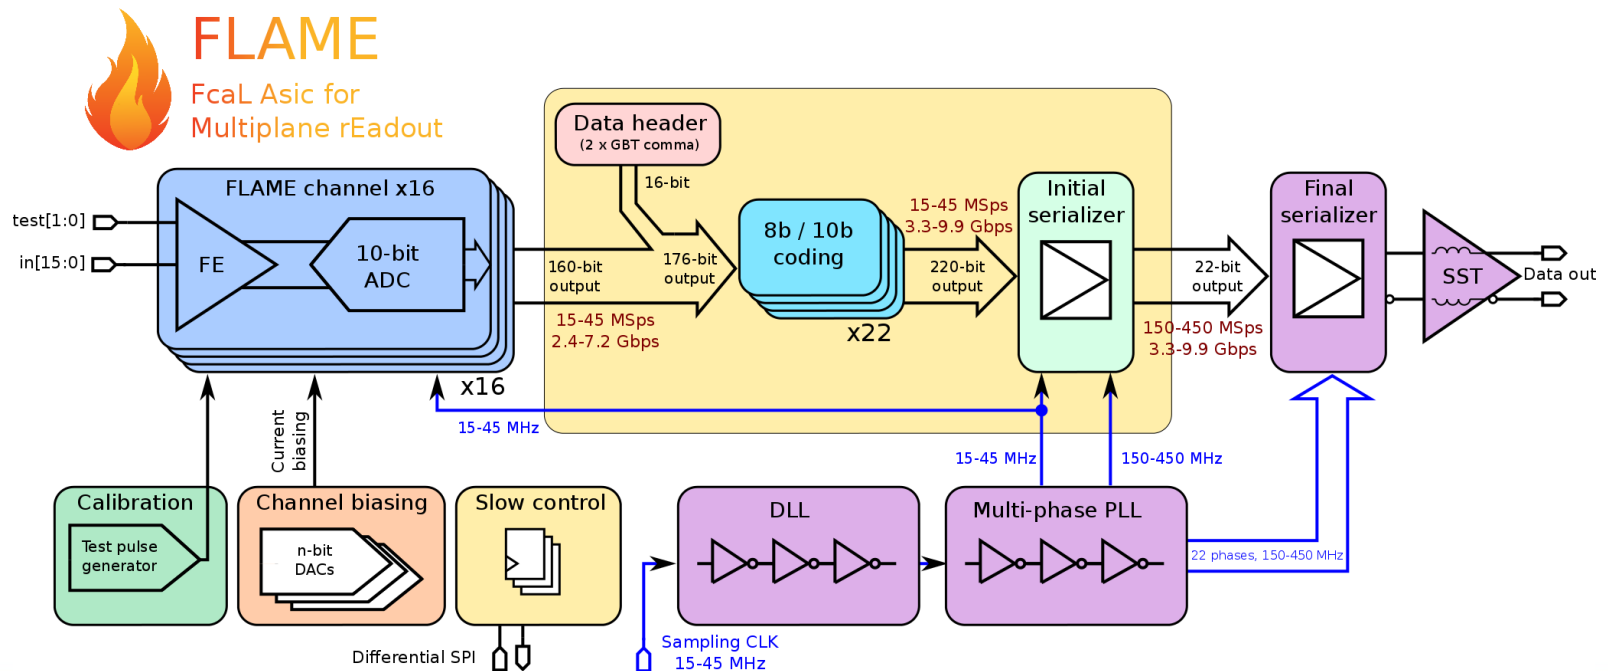 FLAME
FcaL Asic for
Multiplane rEadout
FLAME channel x16
test[1:0]
in[15:0]
FE
10-bit
ADC
x16
160-bit
output
15-45 MSps
2.4-7.2 Gbps
Data header
(2 x GBT comma)
16-bit
176-bit
output
8b / 10b
coding
x22
15-45 MSps
3.3-9.9 Gbps
220-bit
output
Initial
serializer
22-bit
output
150-450 MSps
3.3-9.9 Gbps
Final
serializer
SST
Data out
15-45 MHz
Current
biasing
15-45 MHz
150-450 MHz
Calibration
Test pulse
generator
Channel biasing
n-bit
DACs
Slow control
Differential SPI
DLL
Sampling CLK
15-45 MHz
Multi-phase PLL
22 phases, 150-450 MHz